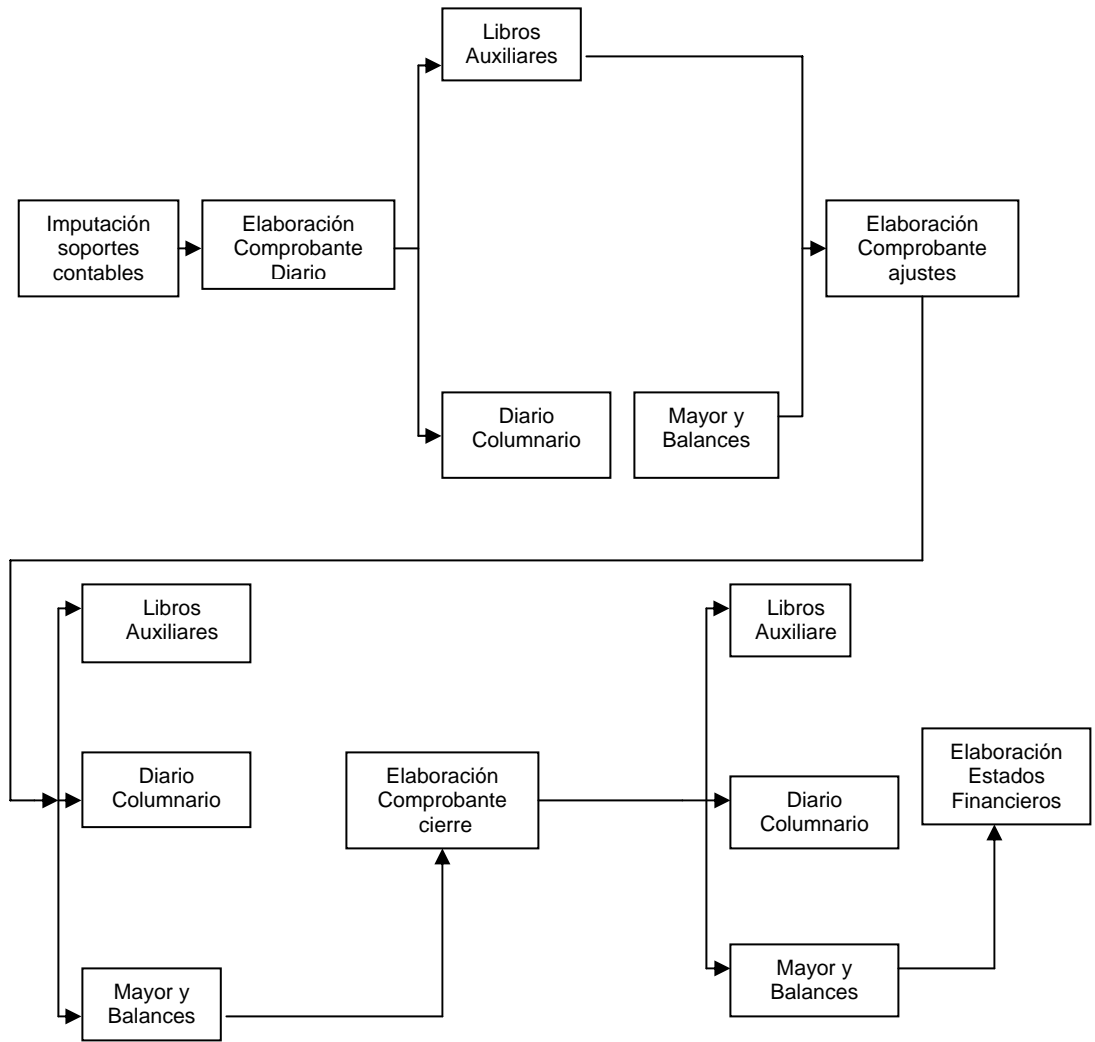 Libros
Auxiliares
Imputación
soportes
contables
Elaboración
Comprobante
Diario
Elaboración
Comprobante
ajustes
Diario
Columnario
Mayor y
Balances
Libros
Auxiliares
Libros
Auxiliare
Diario
Columnario
Elaboración
Comprobante
cierre
Diario
Columnario
Elaboración
Estados
Financieros
Mayor y
Balances
Mayor y
Balances